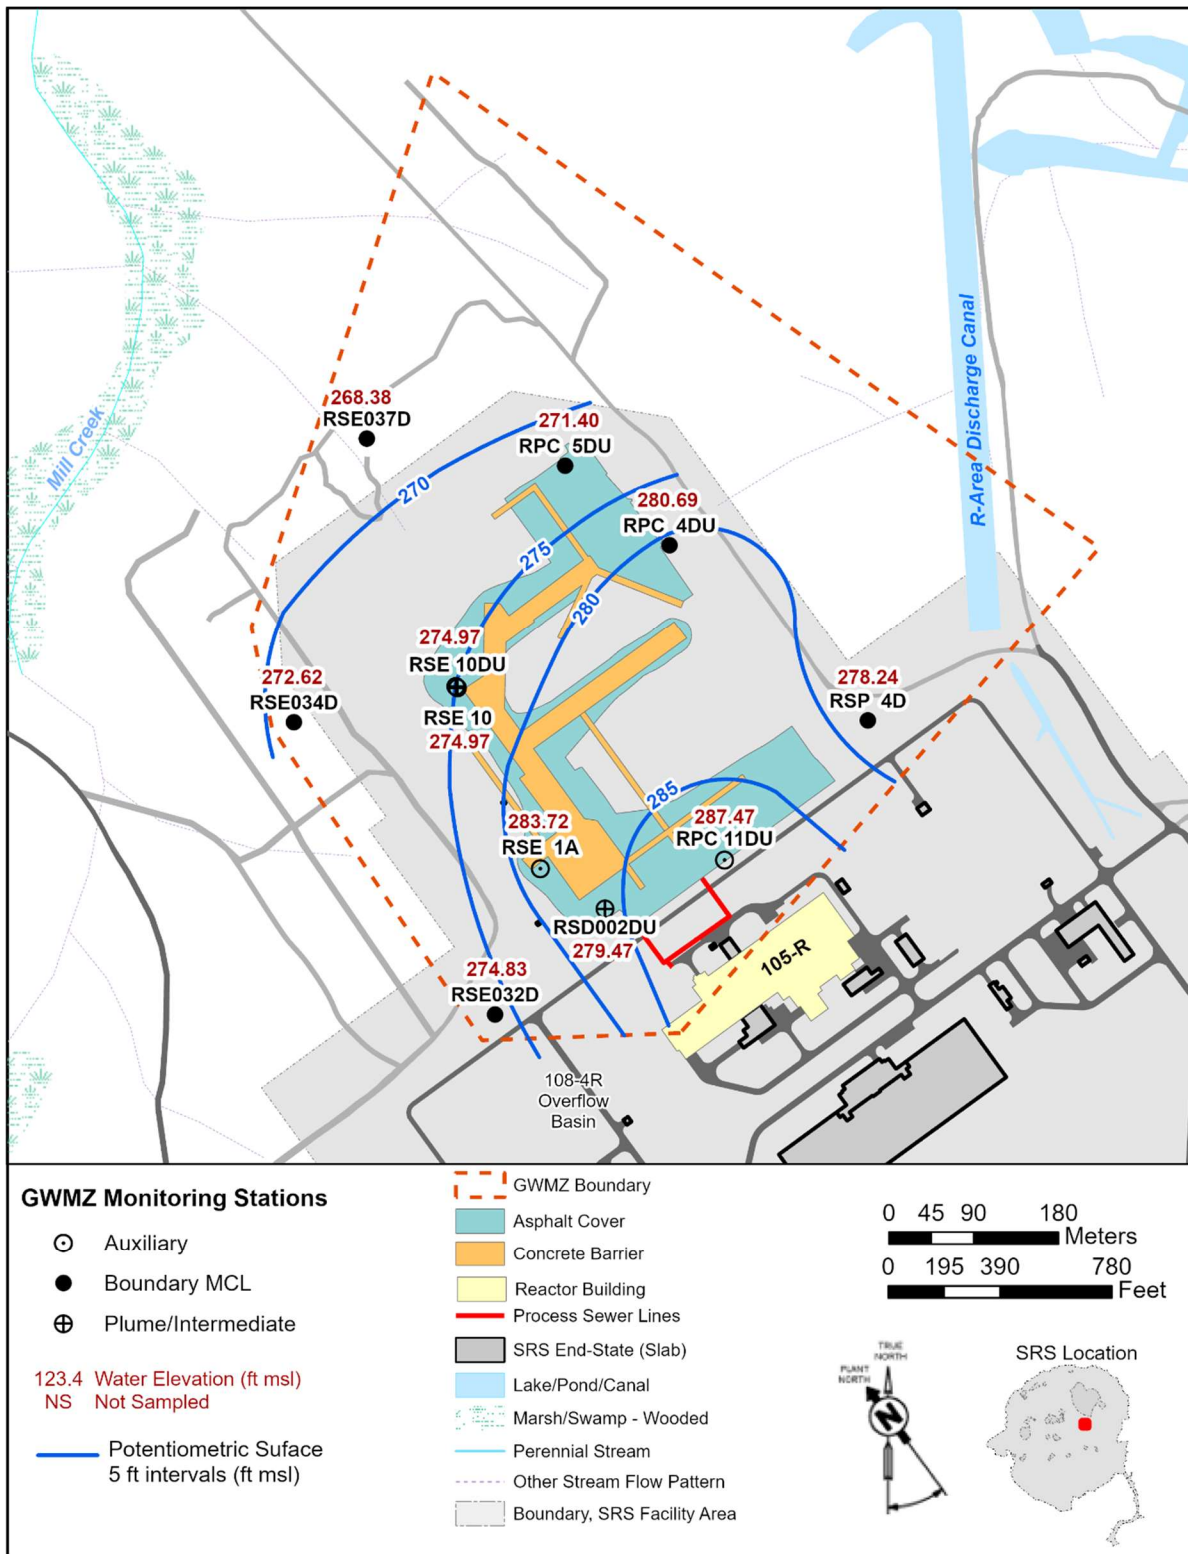 Mill Creek
R-Area Discharge Canal
268.38
RSE037D
271.40
RPC 5DU
270
275
280.69
RPC 4DU
280
274.97
RSE 10DU
RSE 10
274.97
272.62
RSE034D
278.24
RSP 4D
285
283.72
RSE 1A
287.47
RPC 11DU
RSD002DU
279.47
105-R
274.83
RSE032D
108-4R
Overflow
Basin
GWMZ Monitoring Stations
Auxiliary
Boundary MCL
Plume/Intermediate
123.4 Water Elevation (ft msl)
NS Not Sampled
Potentiometric Suface
5 ft intervals (ft msl)
GWMZ Boundary
Asphalt Cover
Concrete Barrier
Reactor Building
Process Sewer Lines
SRS End-State (Slab)
Lake/Pond/Canal
Marsh/Swamp - Wooded
Perennial Stream
Other Stream Flow Pattern
Boundary, SRS Facility Area
0 45 90 180
Meters
0 195 390 780
Feet
TRUE
NORTH
PLANT
NORTH
N
SRS Location